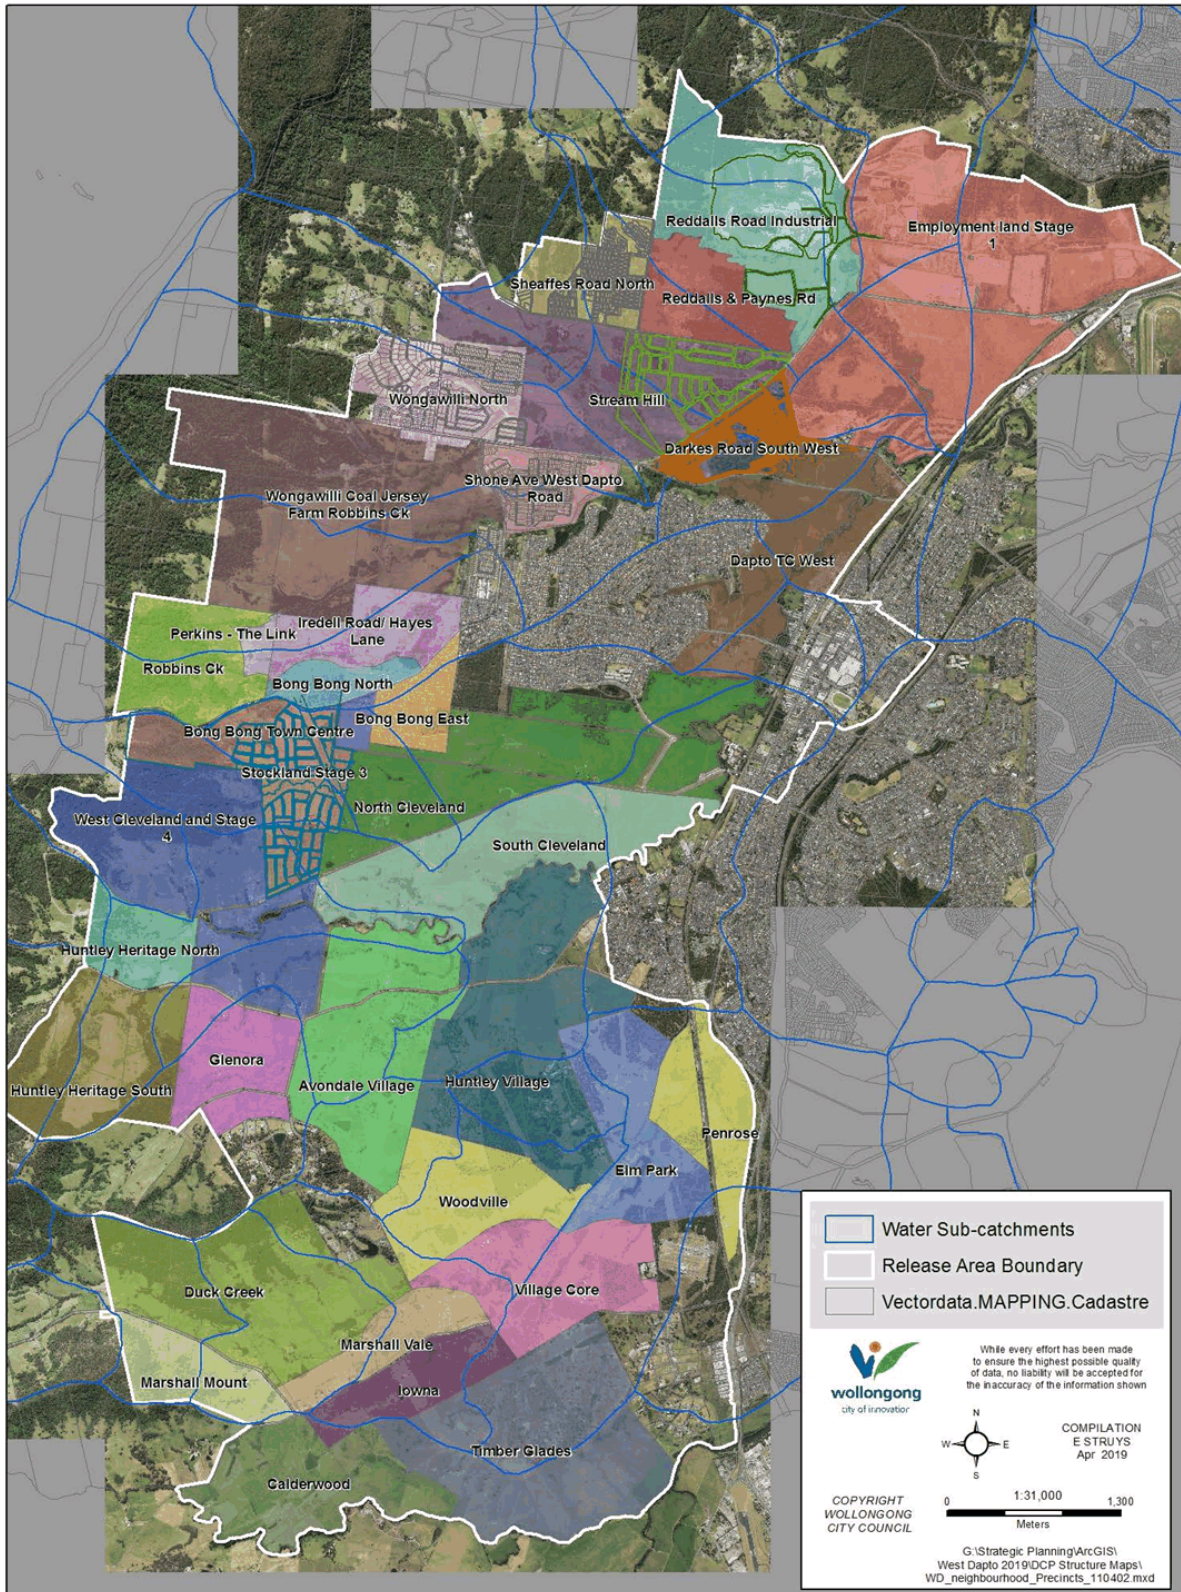 Reddalls Road Industrial
Employment land Stage
1
Sheaffes Road North
Reddalls & Paynes Rd
Wongawilli North
Stream Hill
Darkes Road South West
Shone Ave West Dapto
Road
Wongawilli Coal Jersey
Farm Robbins Ck
Dapto TC West
Perkins - The Link
Iredell Road/ Hayes
Lane
Robbins Ck
Bong Bong North
Bong Bong East
Bong Bong Town Centre
Stockland Stage 3
North Cleveland
West Cleveland and Stage
4
South Cleveland
Huntley Heritage North
Glenora
Huntley Heritage South
Avondale Village
Huntley Village
Penrose
Elm Park
Woodville
Duck Creek
Village Core
Marshall Vale
Marshall Mount
Iowna
Timber Glades
Calderwood
Water Sub-catchments
Release Area Boundary
Vectordata.MAPPING.Cadastre
wollongong
city of innovation
While every effort has been made
to ensure the highest possible quality
of data, no liability will be accepted for
the inaccuracy of the information shown
N
W
E
S
COMPILATION
E STRUYS
Apr 2019
COPYRIGHT
WOLLONGONG
CITY COUNCIL
1:31,000
0
1,300
Meters
G:\Strategic Planning\ArcGIS\
West Dapto 2019\DCP Structure Maps\
WD_neighbourhood_Precincts_110402.mxd